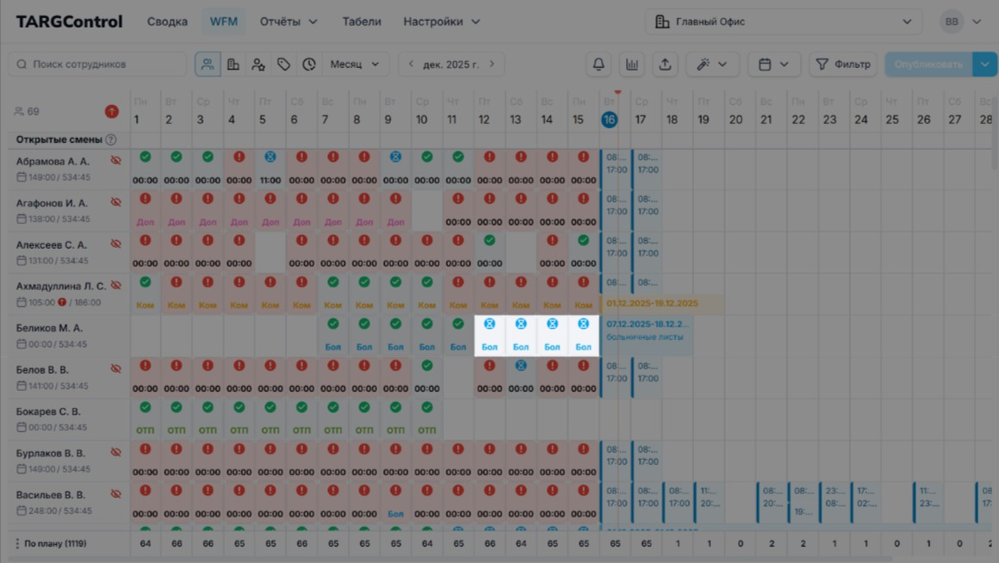 TARGControl Сводка WFM Отчёты Табели Настройки Главный Офис ВВ
Поиск сотрудников Месяц дек. 2025 г. Фильтр Опубликовать
Пн Вт Ср Чт Пт Сб Вс Пн Вт Ср Чт Пт Сб Вс Пн Вт Ср Чт Пт Сб Вс Пн Вт Ср Чт Пт Сб Вс
69 1 2 3 4 5 6 7 8 9 10 11 12 13 14 15 16 17 18 19 20 21 22 23 24 25 26 27 28
Открытые смены ?
Абрамова А. А. 08:... 08:...
149:00 / 534:45 00:00 00:00 00:00 00:00 11:00 00:00 00:00 00:00 00:00 00:00 00:00 00:00 00:00 00:00 00:00 17:00 17:00
Агафонов И. А. 08:... 08:...
138:00 / 534:45 Доп Доп Доп Доп Доп Доп Доп Доп Доп 00:00 00:00 00:00 00:00 00:00 17:00 17:00
Алексеев С. А. 08:... 08:...
131:00 / 534:45 00:00 00:00 00:00 00:00 00:00 00:00 00:00 00:00 00:00 00:00 00:00 00:00 00:00 17:00 17:00
Ахмадуллина Л. С. 08:... 08:...
105:00 / 186:00 Ком Ком Ком Ком Ком Ком Ком Ком Ком Ком Ком Ком Ком Ком Ком 01.12.2025-19.12.2025
Беликов М. А. 07.12.2025-18.12.2...
00:00 / 534:45 Бол Бол Бол Бол Бол Бол Бол Бол Бол больничные листы
Белов В. В. 08:... 08:...
141:00 / 534:45 00:00 00:00 00:00 00:00 00:00 00:00 00:00 00:00 00:00 00:00 00:00 00:00 00:00 00:00 17:00 17:00
Бокарев С. В.
00:00 / 534:45 ОТП ОТП ОТП ОТП ОТП ОТП ОТП ОТП ОТП ОТП
Бурлаков В. В. 08:... 08:...
149:00 / 534:45 00:00 00:00 00:00 00:00 00:00 00:00 00:00 00:00 00:00 00:00 00:00 00:00 00:00 00:00 00:00 17:00 17:00
Васильев В. В. 08:... 08:... 08:... 11:... 08:... 08:... 23:... 17:... 11:... 08
248:00 / 534:45 00:00 00:00 00:00 00:00 00:00 00:00 00:00 00:00 Бол 00:00 00:00 00:00 00:00 00:00 00:00 17:00 17:00 17:00 20:... 20:... 19:... 08:... 02:... 23:... 17:
По плану (1119) 64 66 66 65 65 66 65 65 65 64 65 66 64 65 65 65 65 1 1 0 2 2 1 1 0 1 0